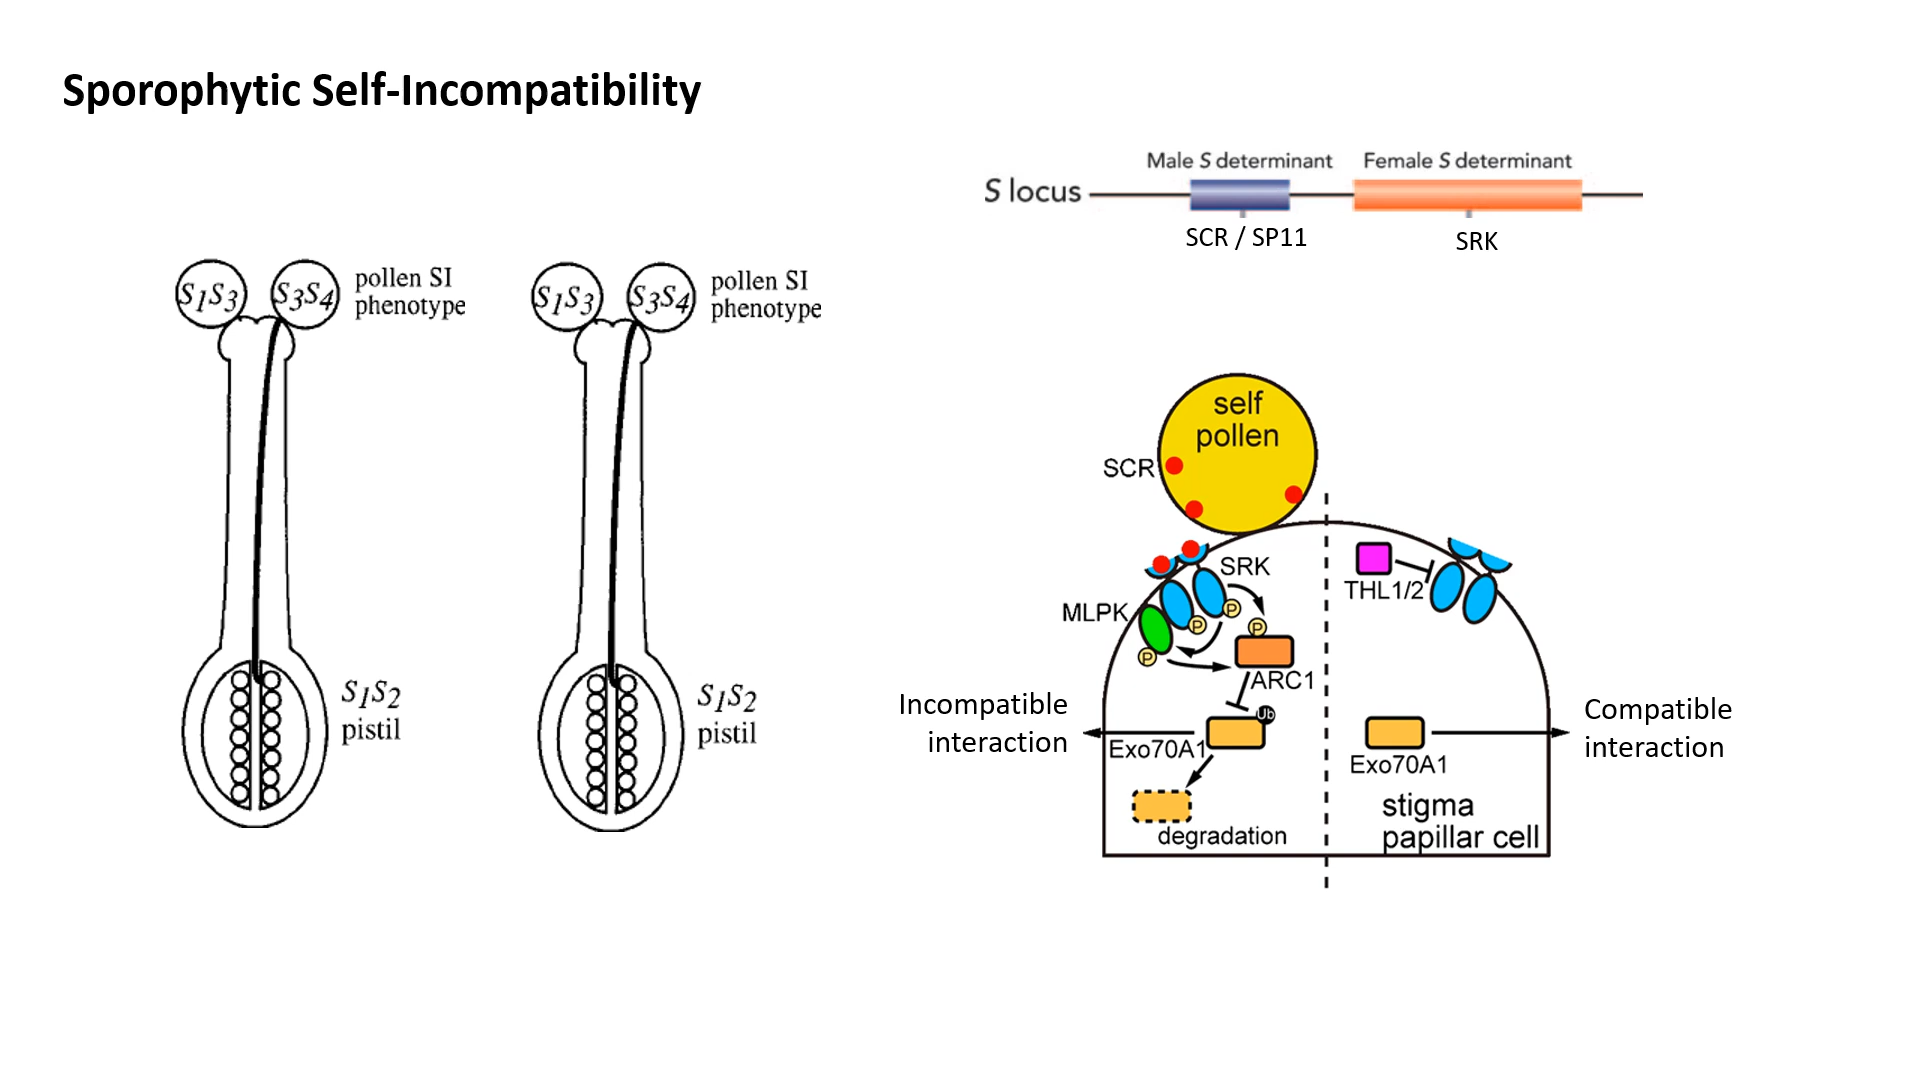 Sporophytic Self-Incompatibility
Male S determinant
Female S determinant
S locus
SCR / SP11
SRK
S1S3
S3S4
pollen SI
phenotype
S1S2
pistil
S1S3
S3S4
pollen SI
phenotype
S1S2
pistil
self
pollen
SCR
SRK
MLPK
P
P
P
P
ARC1
Ub
Exo70A1
degradation
Incompatible
interaction
THL1/2
Exo70A1
stigma
papillar cell
Compatible
interaction